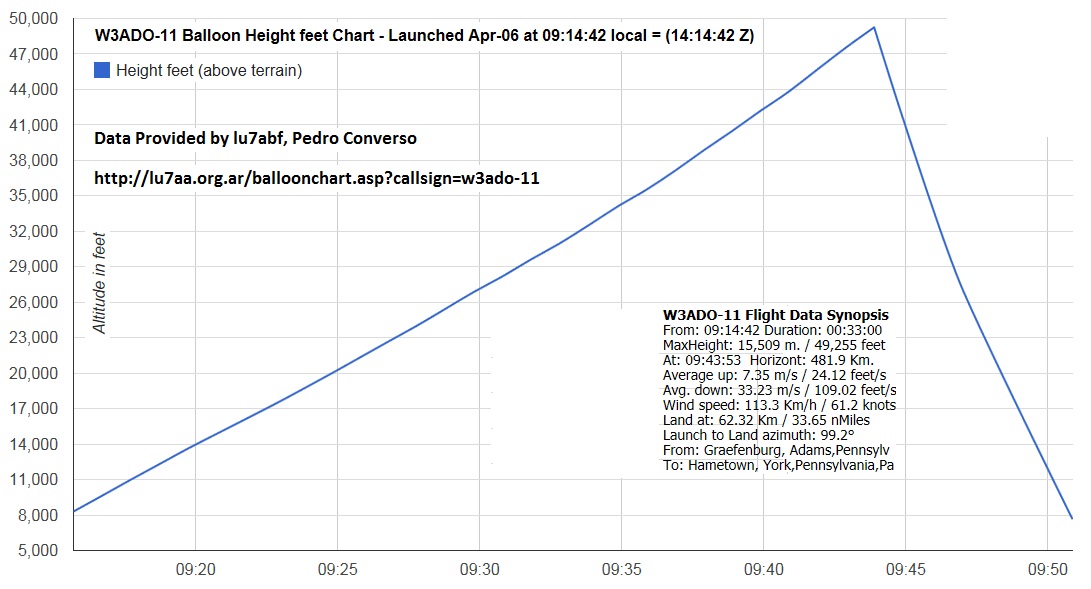 W3ADO-11 Balloon Height feet Chart - Launched Apr-06 at 09:14:42 local = (14:14:42 Z)
Height feet (above terrain)
Data Provided by lu7abf, Pedro Converso
http://lu7aa.org.ar/balloonchart.asp?callsign=w3ado-11
50,000
47,000
44,000
41,000
38,000
35,000
32,000
29,000
26,000
23,000
20,000
17,000
14,000
11,000
8,000
5,000
Altitude in feet
W3ADO-11 Flight Data Synopsis
From: 09:14:42 Duration: 00:33:00
MaxHeight: 15,509 m. / 49,255 feet
At: 09:43:53 Horizont: 481.9 Km.
Average up: 7.35 m/s / 24.12 feet/s
Avg. down: 33.23 m/s / 109.02 feet/s
Wind speed: 113.3 Km/h / 61.2 knots
Land at: 62.32 Km / 33.65 nMiles
Launch to Land azimuth: 99.2°
From: Graefenburg, Adams,Pennsylv
To: Hametown, York,Pennsylvania,Pa
09:20
09:25
09:30
09:35
09:40
09:45
09:50